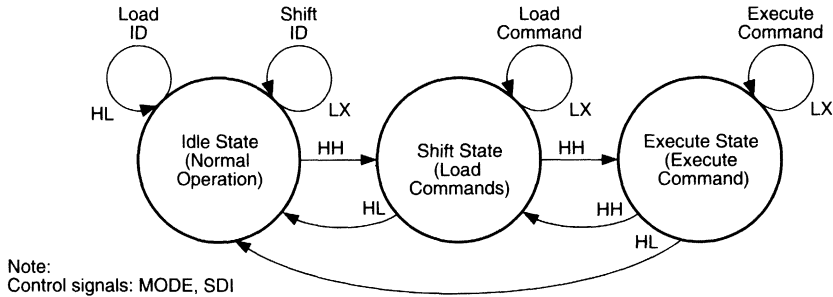 Load
ID
Shift
ID
Load
Command
Execute
Command
HL
LX
LX
LX
Idle State
(Normal
Operation)
HH
Shift State
(Load
Commands)
HH
Execute State
(Execute
Command)
HL
HH
HL
Note:
Control signals: MODE, SDI